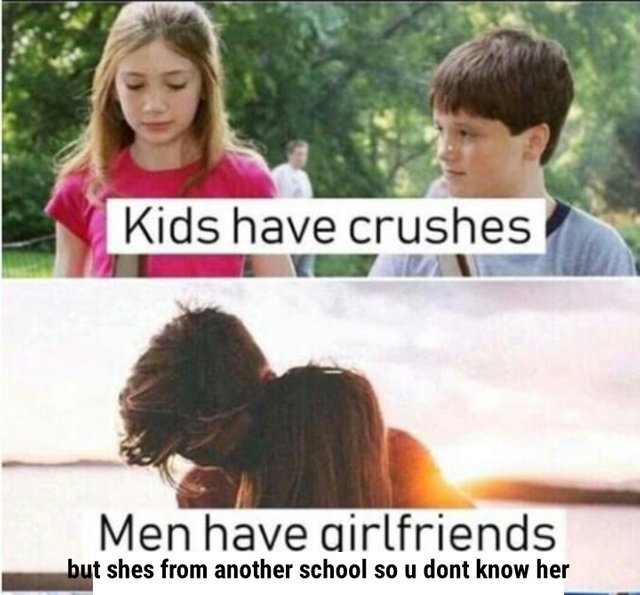 Kids have crushes
Men have girlfriends
but shes from another school so u dont know her